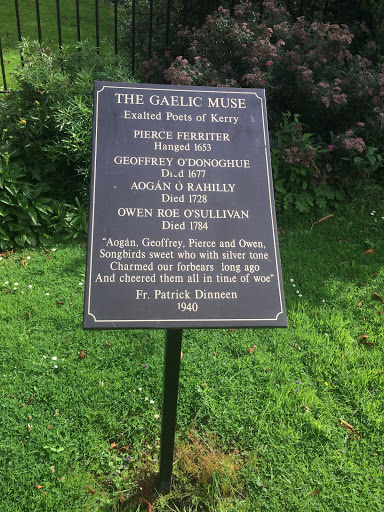 THE GAELIC MUSE
Exalted Poets of Kerry
PIERCE FERRITER
Hanged 1653
GEOFFREY O'DONOGHUE
Died 1677
AOGÁN Ó RAHILLY
Died 1728
OWEN ROE O'SULLIVAN
Died 1784
"Aogán, Geoffrey, Pierce and Owen,
Songbirds sweet who with silver tone
Charmed our forbears long ago
And cheered them all in time of woe"
Fr. Patrick Dinneen
1940